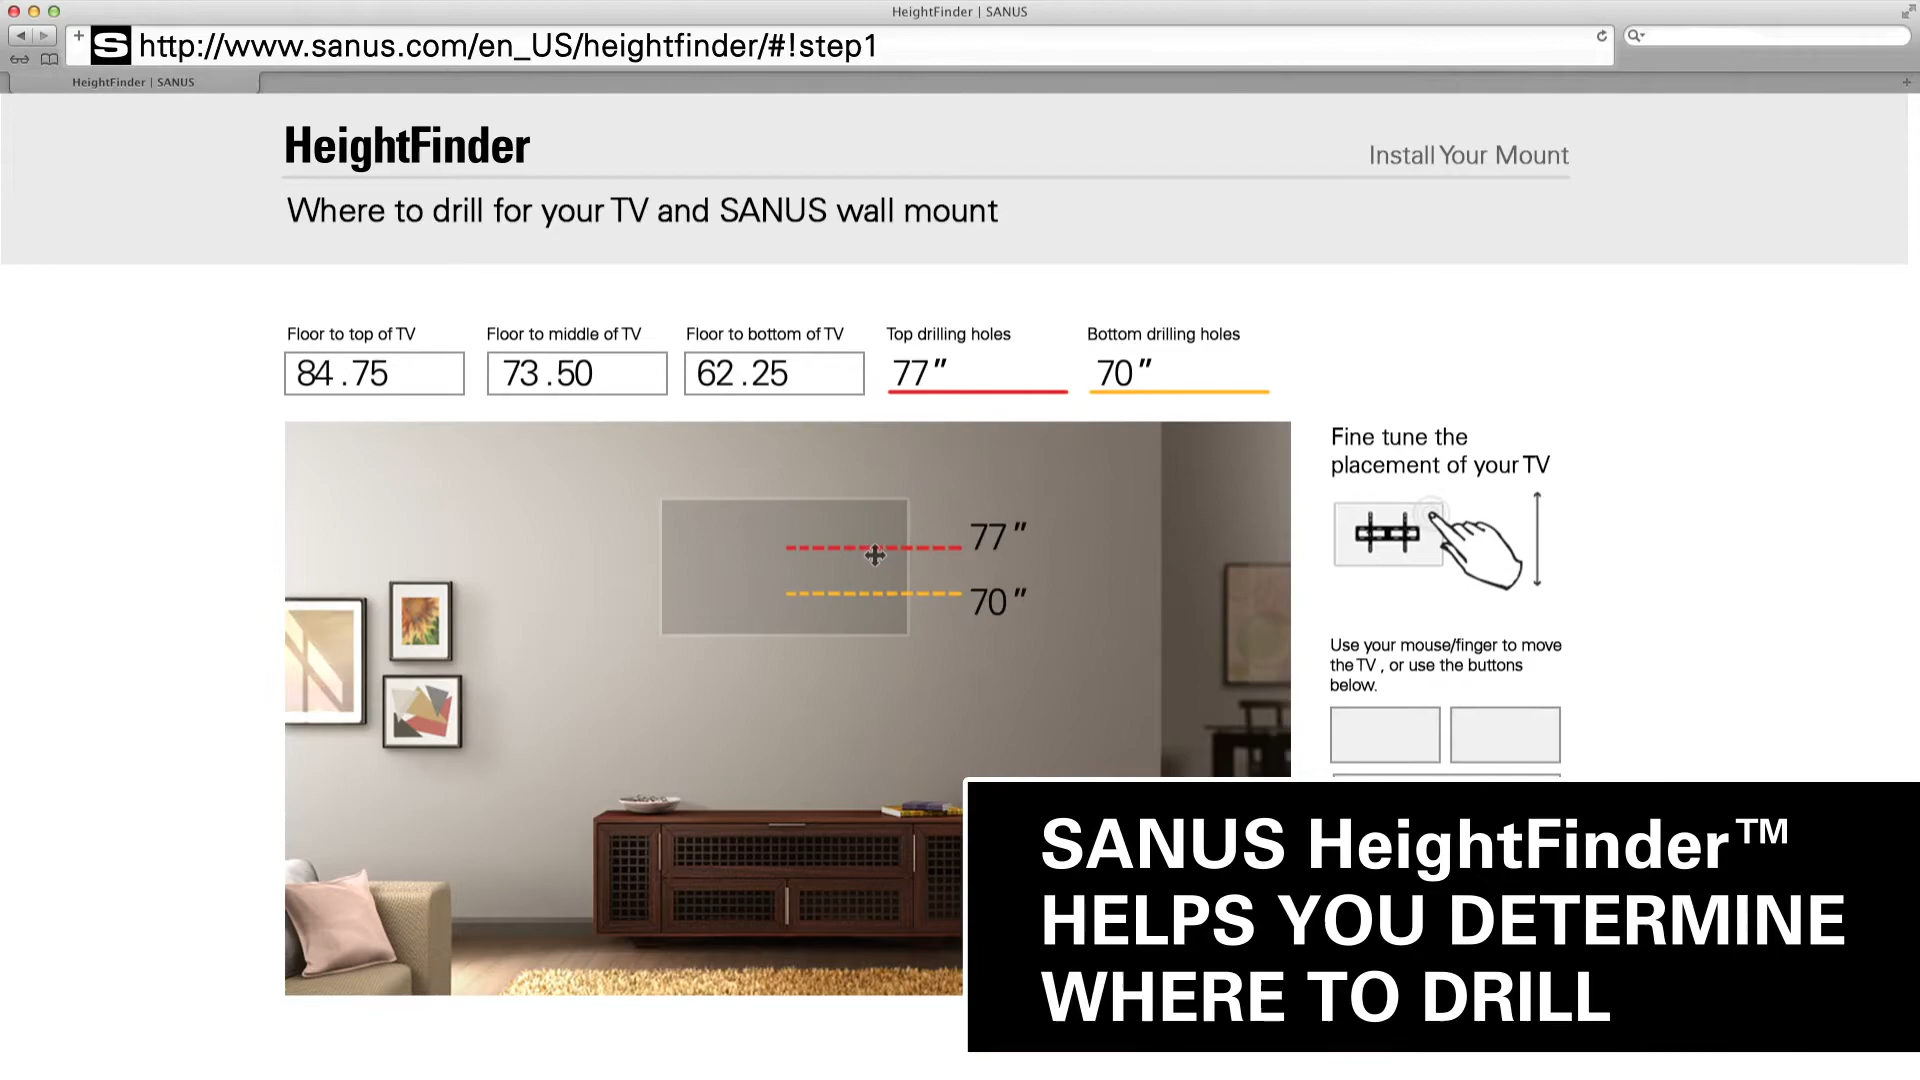 HeightFinder | SANUS
S http://www.sanus.com/en_US/heightfinder/#!step1
HeightFinder | SANUS
HeightFinder
Install Your Mount
Where to drill for your TV and SANUS wall mount
Floor to top of TV
Floor to middle of TV
Floor to bottom of TV
Top drilling holes
Bottom drilling holes
84.75
73.50
62.25
77"
70"
Fine tune the
placement of your TV
77"
70"
Use your mouse/finger to move
the TV , or use the buttons
below.
SANUS HeightFinder™
HELPS YOU DETERMINE
WHERE TO DRILL